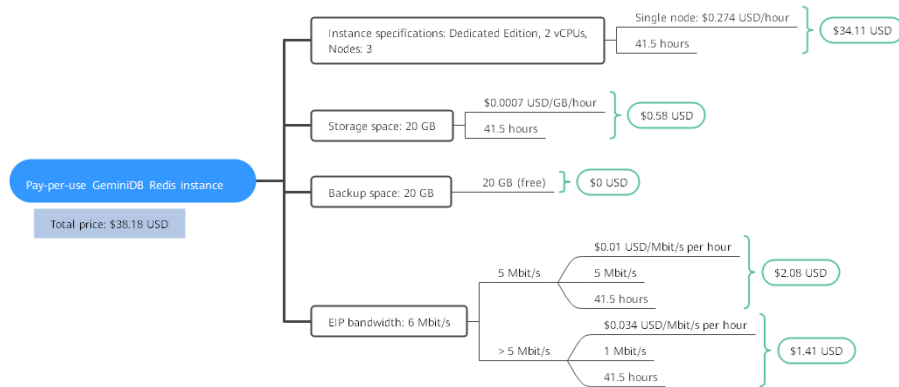 Pay-per-use GeminiDB Redis instance
Total price: $38.18 USD
Instance specifications: Dedicated Edition, 2 vCPUs,
Nodes: 3
Single node: $0.274 USD/hour
41.5 hours
$34.11 USD
Storage space: 20 GB
$0.0007 USD/GB/hour
41.5 hours
$0.58 USD
Backup space: 20 GB
20 GB (free)
$0 USD
EIP bandwidth: 6 Mbit/s
5 Mbit/s
$0.01 USD/Mbit/s per hour
5 Mbit/s
41.5 hours
$2.08 USD
> 5 Mbit/s
$0.034 USD/Mbit/s per hour
1 Mbit/s
41.5 hours
$1.41 USD